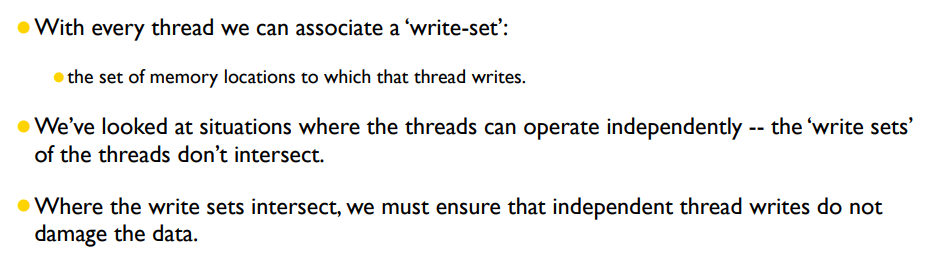 With every thread we can associate a ‘write-set’:
the set of memory locations to which that thread writes.
We’ve looked at situations where the threads can operate independently -- the ‘write sets’
of the threads don’t intersect.
Where the write sets intersect, we must ensure that independent thread writes do not
damage the data.